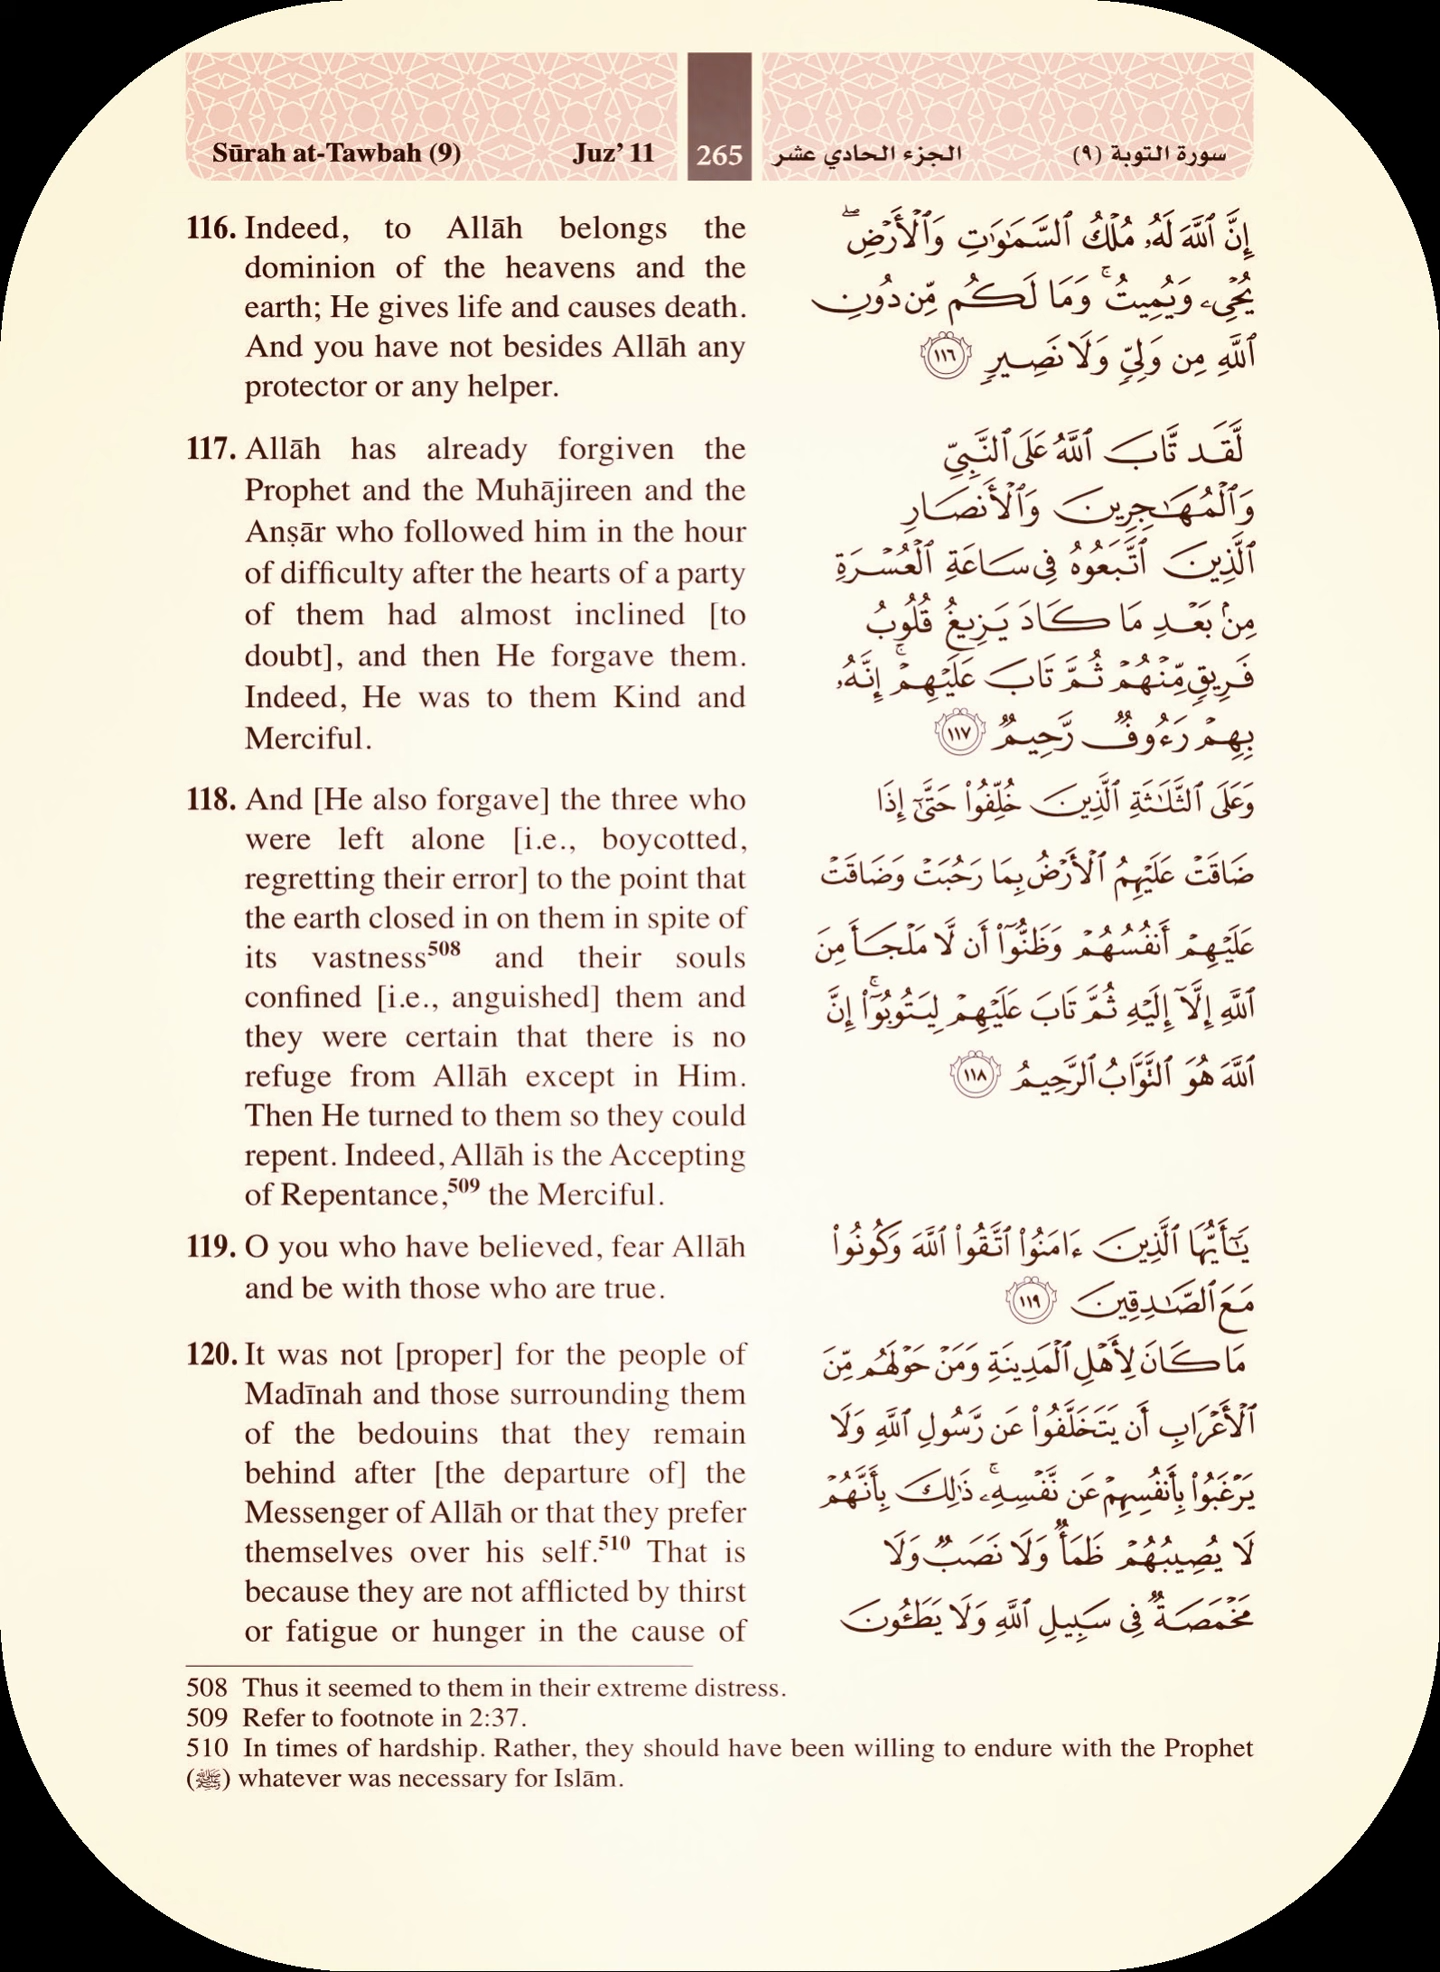 Sūrah at-Tawbah (9) Juz’ 11 265 الجزء الحادي عشر سورة التوبة (٩)
116. Indeed, to Allāh belongs the
dominion of the heavens and the
earth; He gives life and causes death.
And you have not besides Allāh any
protector or any helper.
إِنَّ ٱللَّهَ لَهُۥ مُلْكُ ٱلسَّمَـٰوَٰتِ وَٱلْأَرْضِ ۖ
يُحْىِۦ وَيُمِيتُ ۚ وَمَا لَكُم مِّن دُونِ
ٱللَّهِ مِن وَلِىٍّ وَلَا نَصِيرٍ ١١٦
117. Allāh has already forgiven the
Prophet and the Muhājireen and the
Anṣār who followed him in the hour
of difficulty after the hearts of a party
of them had almost inclined [to
doubt], and then He forgave them.
Indeed, He was to them Kind and
Merciful.
لَّقَد تَّابَ ٱللَّهُ عَلَى ٱلنَّبِىِّ
وَٱلْمُهَـٰجِرِينَ وَٱلْأَنصَارِ
ٱلَّذِينَ ٱتَّبَعُوهُ فِى سَاعَةِ ٱلْعُسْرَةِ
مِنۢ بَعْدِ مَا كَادَ يَزِيغُ قُلُوبُ
فَرِيقٍ مِّنْهُمْ ثُمَّ تَابَ عَلَيْهِمْ ۚ إِنَّهُۥ
بِهِمْ رَءُوفٌ رَّحِيمٌ ١١٧
118. And [He also forgave] the three who
were left alone [i.e., boycotted,
regretting their error] to the point that
the earth closed in on them in spite of
its vastness508 and their souls
confined [i.e., anguished] them and
they were certain that there is no
refuge from Allāh except in Him.
Then He turned to them so they could
repent. Indeed, Allāh is the Accepting
of Repentance,509 the Merciful.
وَعَلَى ٱلثَّلَـٰثَةِ ٱلَّذِينَ خُلِّفُوا۟ حَتَّىٰٓ إِذَا
ضَاقَتْ عَلَيْهِمُ ٱلْأَرْضُ بِمَا رَحُبَتْ وَضَاقَتْ
عَلَيْهِمْ أَنفُسُهُمْ وَظَنُّوٓا۟ أَن لَّا مَلْجَأَ مِنَ
ٱللَّهِ إِلَّآ إِلَيْهِ ثُمَّ تَابَ عَلَيْهِمْ لِيَتُوبُوٓا۟ ۚ إِنَّ
ٱللَّهَ هُوَ ٱلتَّوَّابُ ٱلرَّحِيمُ ١١٨
119. O you who have believed, fear Allāh
and be with those who are true.
يَـٰٓأَيُّهَا ٱلَّذِينَ ءَامَنُوا۟ ٱتَّقُوا۟ ٱللَّهَ وَكُونُوا۟
مَعَ ٱلصَّـٰدِقِينَ ١١٩
120. It was not [proper] for the people of
Madīnah and those surrounding them
of the bedouins that they remain
behind after [the departure of] the
Messenger of Allāh or that they prefer
themselves over his self.510 That is
because they are not afflicted by thirst
or fatigue or hunger in the cause of
مَا كَانَ لِأَهْلِ ٱلْمَدِينَةِ وَمَنْ حَوْلَهُم مِّنَ
ٱلْأَعْرَابِ أَن يَتَخَلَّفُوا۟ عَن رَّسُولِ ٱللَّهِ وَلَا
يَرْغَبُوا۟ بِأَنفُسِهِمْ عَن نَّفْسِهِۦ ۚ ذَٰلِكَ بِأَنَّهُمْ
لَا يُصِيبُهُمْ ظَمَأٌ وَلَا نَصَبٌ وَلَا
مَخْمَصَةٌ فِى سَبِيلِ ٱللَّهِ وَلَا يَطَـُٔونَ
508 Thus it seemed to them in their extreme distress.
509 Refer to footnote in 2:37.
510 In times of hardship. Rather, they should have been willing to endure with the Prophet
(ﷺ) whatever was necessary for Islām.